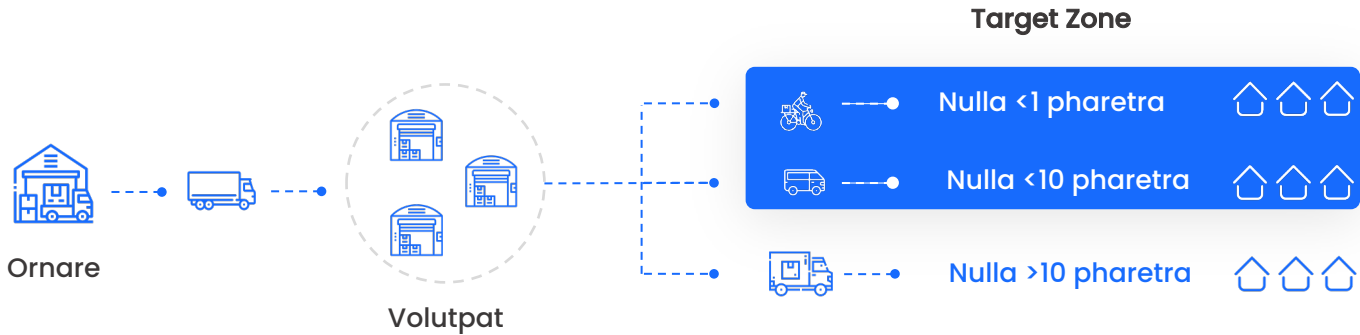 Target Zone
Nulla <1 pharetra
Nulla <10 pharetra
Ornare
Nulla >10 pharetra
Volutpat